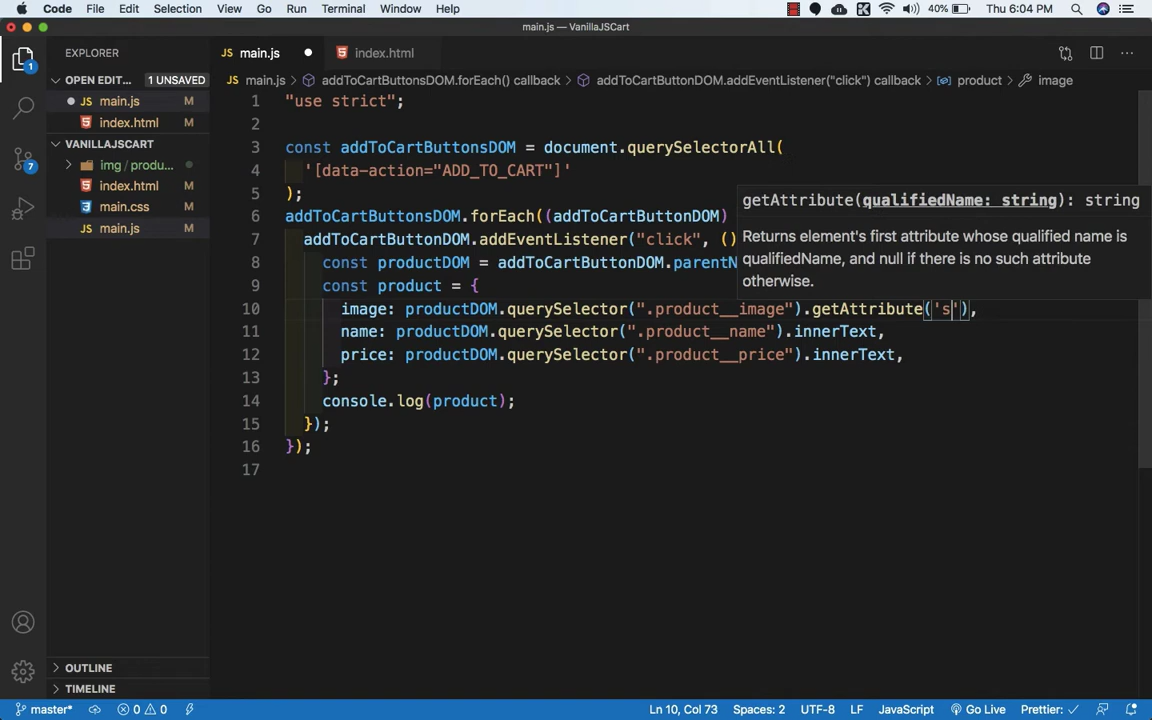 Code File Edit Selection View Go Run Terminal Window Help 40% Thu 6:04 PM
main.js — VanillaJSCart
EXPLORER
main.js
index.html
OPEN EDIT... 1 UNSAVED
main.js > addToCartButtonsDOM.forEach() callback > addToCartButtonDOM.addEventListener("click") callback > product > image
main.js M
index.html M
VANILLAJSCART
img / produ...
index.html M
main.css M
main.js M
1 "use strict";
2
3 const addToCartButtonsDOM = document.querySelectorAll(
4 '[data-action="ADD_TO_CART"]'
5 );
6 addToCartButtonsDOM.forEach((addToCartButtonDOM)
7 addToCartButtonDOM.addEventListener("click", ()
8 const productDOM = addToCartButtonDOM.parentN
9 const product = {
10 image: productDOM.querySelector(".product__image").getAttribute('s'),
11 name: productDOM.querySelector(".product__name").innerText,
12 price: productDOM.querySelector(".product__price").innerText,
13 };
14 console.log(product);
15 });
16 });
17
getAttribute(qualifiedName: string): string
Returns element's first attribute whose qualified name is
qualifiedName, and null if there is no such attribute
otherwise.
1
7
OUTLINE
TIMELINE
master* 0 0 Ln 10, Col 73 Spaces: 2 UTF-8 LF JavaScript Go Live Prettier: ✓